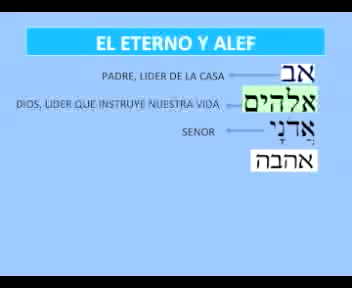 EL ETERNO Y ALEF
PADRE, LIDER DE LA CASA אב
DIOS, LIDER QUE INSTRUYE NUESTRA VIDA אלהים
SENOR אֲדֹנָי
אהבה